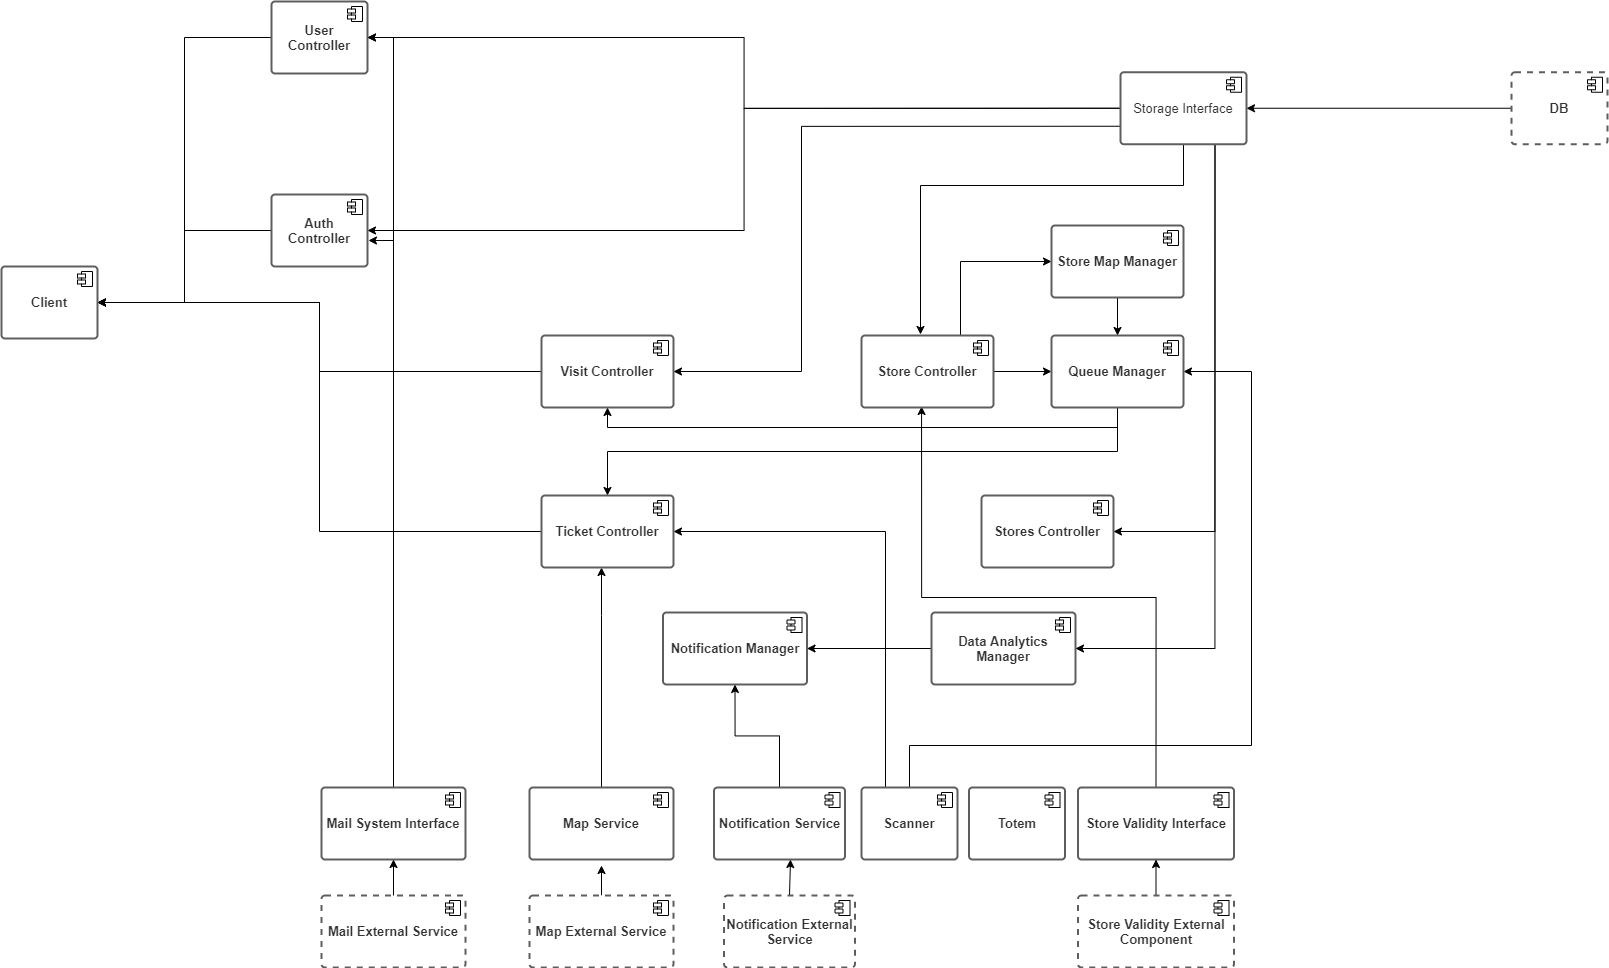 User
Controller
Storage Interface
DB
Auth
Controller
Store Map Manager
Client
Visit Controller
Store Controller
Queue Manager
Ticket Controller
Stores Controller
Notification Manager
Data Analytics
Manager
Mail System Interface
Map Service
Notification Service
Scanner
Totem
Store Validity Interface
Mail External Service
Map External Service
Notification External
Service
Store Validity External
Component